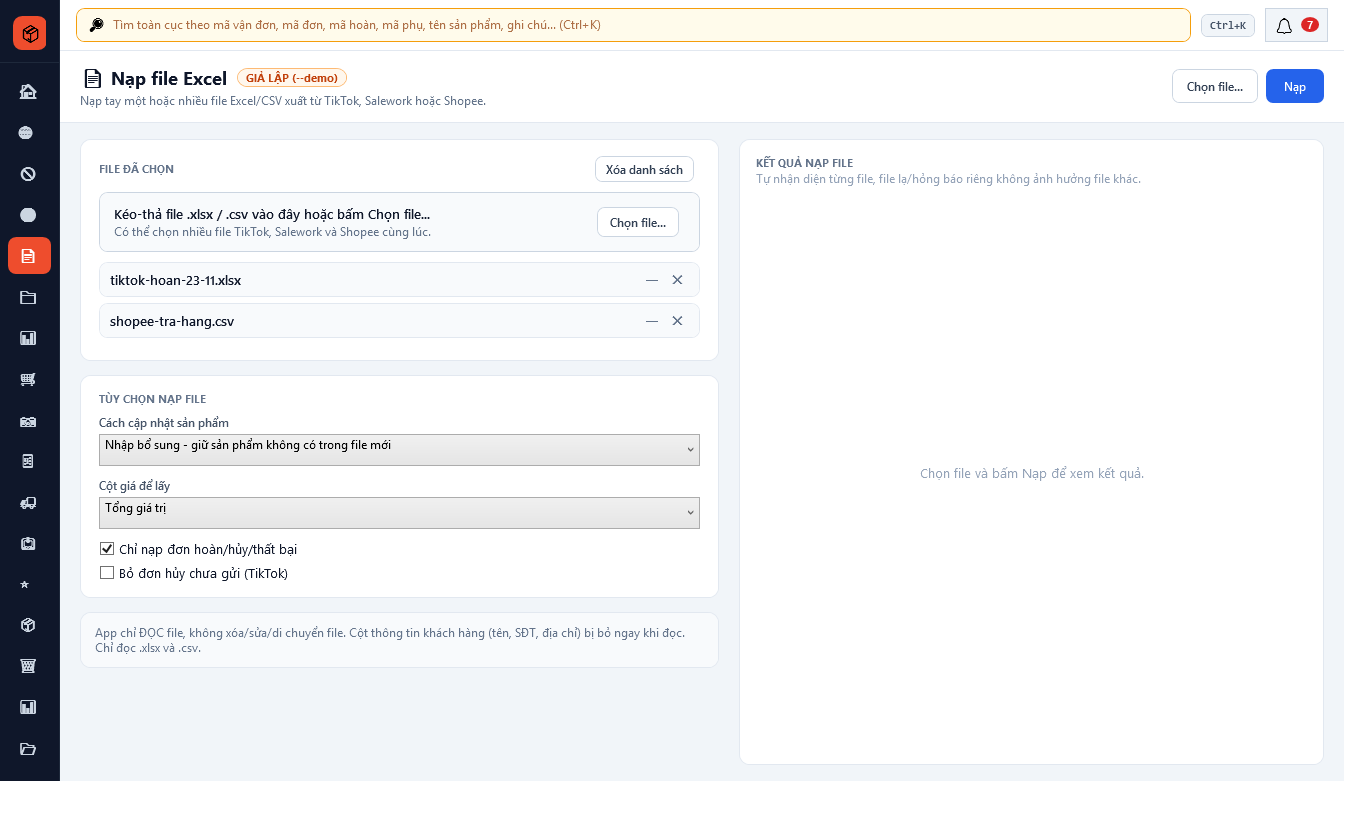 Tìm toàn cục theo mã vận đơn, mã đơn, mã hoàn, mã phụ, tên sản phẩm, ghi chú... (Ctrl+K)
Ctrl+K
7
Nạp file Excel
GIẢ LẬP (--demo)
Nạp tay một hoặc nhiều file Excel/CSV xuất từ TikTok, Salework hoặc Shopee.
Chọn file...
Nạp
FILE ĐÃ CHỌN
Xóa danh sách
Kéo-thả file .xlsx / .csv vào đây hoặc bấm Chọn file...
Có thể chọn nhiều file TikTok, Salework và Shopee cùng lúc.
Chọn file...
tiktok-hoan-23-11.xlsx
—
shopee-tra-hang.csv
—
TÙY CHỌN NẠP FILE
Cách cập nhật sản phẩm
Nhập bổ sung - giữ sản phẩm không có trong file mới
Cột giá để lấy
Tổng giá trị
Chỉ nạp đơn hoàn/hủy/thất bại
Bỏ đơn hủy chưa gửi (TikTok)
App chỉ ĐỌC file, không xóa/sửa/di chuyển file. Cột thông tin khách hàng (tên, SĐT, địa chỉ) bị bỏ ngay khi đọc.
Chỉ đọc .xlsx và .csv.
KẾT QUẢ NẠP FILE
Tự nhận diện từng file, file lạ/hỏng báo riêng không ảnh hưởng file khác.
Chọn file và bấm Nạp để xem kết quả.